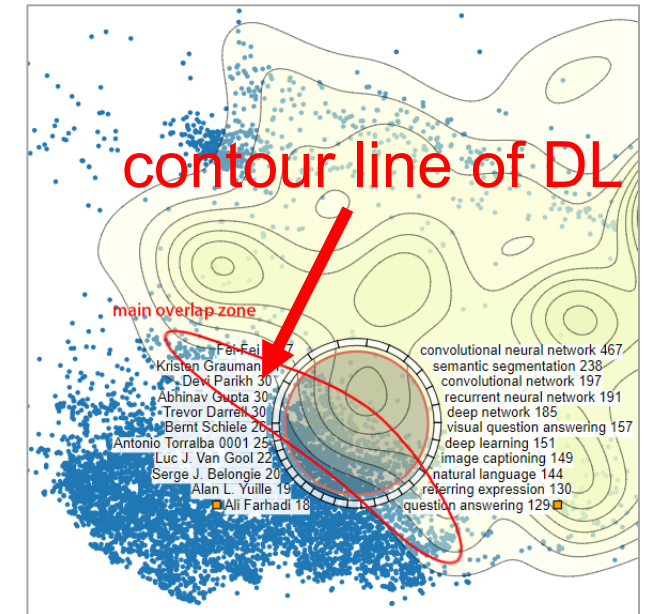 contour line of DL
main overlap zone
Fei-Fei
Kristen Grauman
Devi Parikh 30
Abhinav Gupta 30
Trevor Darrell 30
Bernt Schiele 26
Antonio Torralba 0001 25
Luc J. Van Gool 22
Serge J. Belongie 20
Alan L. Yuille 19
Ali Farhadi 18
convolutional neural network 467
semantic segmentation 238
convolutional network 197
recurrent neural network 191
deep network 185
visual question answering 157
deep learning 151
image captioning 149
natural language 144
referring expression 130
question answering 129